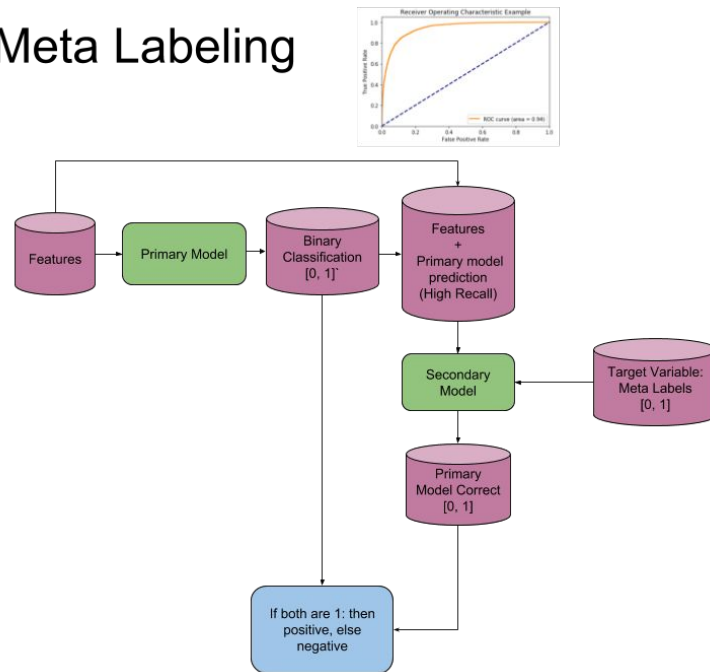 Meta Labeling
Receiver Operating Characteristic Example
True Positive Rate
1.0
0.8
0.6
0.4
0.2
0.0
0.0
0.2
0.4
0.6
0.8
1.0
False Positive Rate
ROC curve (area = 0.94)
Features
Primary Model
Binary
Classification
[0, 1]`
Features
+
Primary model
prediction
(High Recall)
Secondary
Model
Target Variable:
Meta Labels
[0, 1]
Primary
Model Correct
[0, 1]
If both are 1: then
positive, else
negative